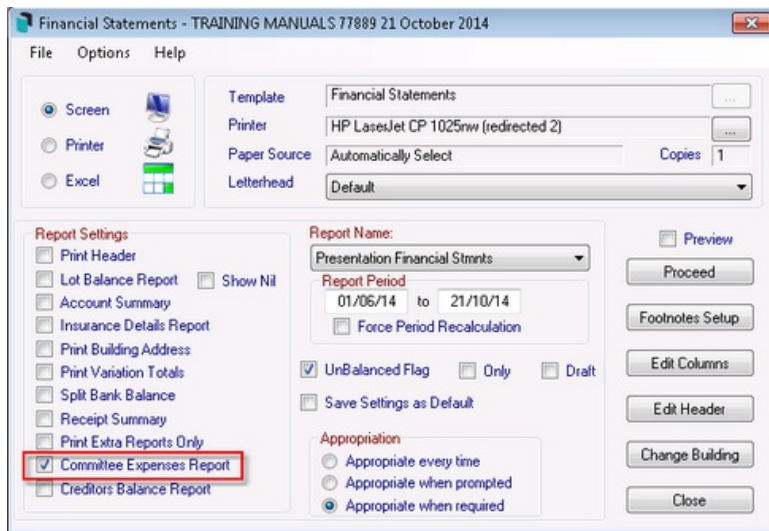 Financial Statements - TRAINING MANUALS 77889 21 October 2014
File Options Help
Screen
Printer
Excel
Template Financial Statements ...
Printer HP LaserJet CP 1025nw (redirected 2) ...
Paper Source Automatically Select Copies 1
Letterhead Default
Report Settings
Print Header
Lot Balance Report Show Nil
Account Summary
Insurance Details Report
Print Building Address
Print Variation Totals
Split Bank Balance
Receipt Summary
Print Extra Reports Only
Committee Expenses Report
Creditors Balance Report
Report Name:
Presentation Financial Stmnts
Report Period
01/06/14 to 21/10/14
Force Period Recalculation
UnBalanced Flag Only Draft
Save Settings as Default
Appropriation
Appropriate every time
Appropriate when prompted
Appropriate when required
Preview
Proceed
Footnotes Setup
Edit Columns
Edit Header
Change Building
Close